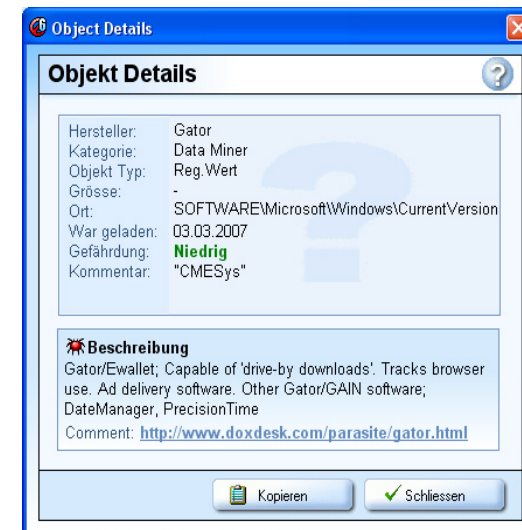 Object Details
Objekt Details
Hersteller: Gator
Kategorie: Data Miner
Objekt Typ: Reg.Wert
Grösse: -
Ort: SOFTWARE\Microsoft\Windows\CurrentVersion
War geladen: 03.03.2007
Gefährdung: Niedrig
Kommentar: "CMESys"
Beschreibung
Gator/Ewallet; Capable of 'drive-by downloads'. Tracks browser
use. Ad delivery software. Other Gator/GAIN software;
DateManager, PrecisionTime
Comment: http://www.doxdesk.com/parasite/gator.html
Kopieren
Schliessen